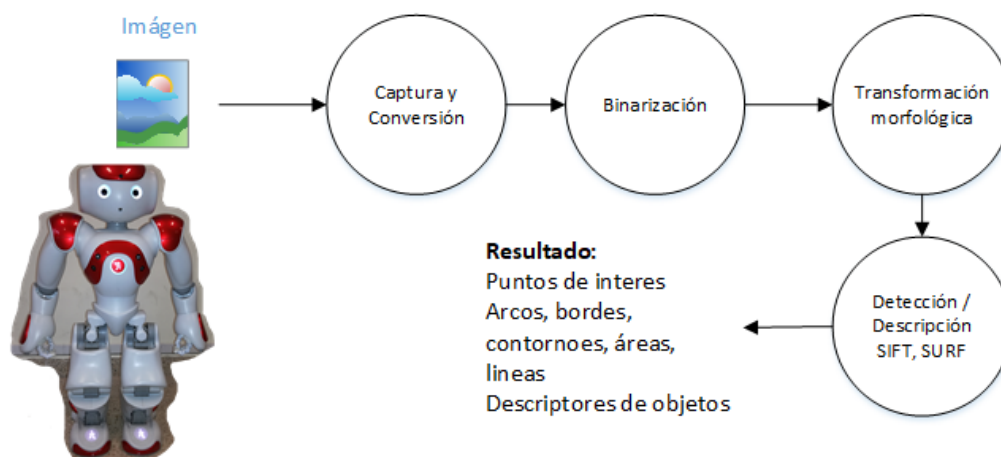 Imágen
Captura y
Conversión
Binarización
Transformación
morfológica
Detección /
Descripción
SIFT, SURF
Resultado:
Puntos de interes
Arcos, bordes,
contornoes, áreas,
lineas
Descriptores de objetos